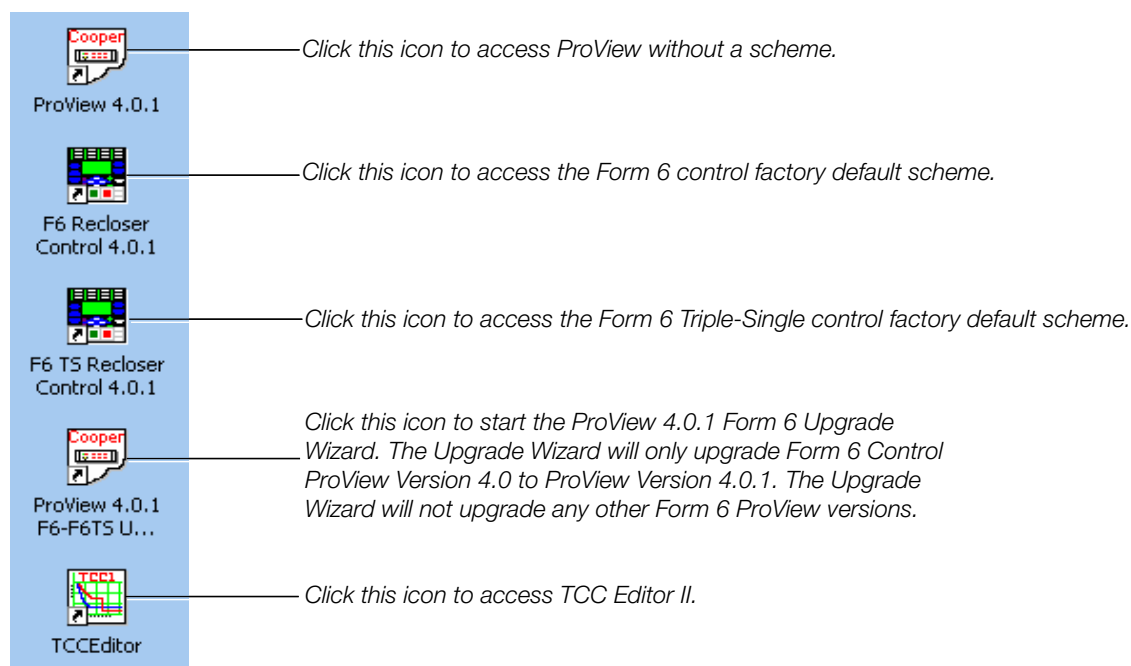 Cooper
ProView 4.0.1
Click this icon to access ProView without a scheme.
F6 Recloser
Control 4.0.1
Click this icon to access the Form 6 control factory default scheme.
F6 TS Recloser
Control 4.0.1
Click this icon to access the Form 6 Triple-Single control factory default scheme.
Cooper
ProView 4.0.1
F6-F6TS U...
Click this icon to start the ProView 4.0.1 Form 6 Upgrade
Wizard. The Upgrade Wizard will only upgrade Form 6 Control
ProView Version 4.0 to ProView Version 4.0.1. The Upgrade
Wizard will not upgrade any other Form 6 ProView versions.
TCC1
TCCEditor
Click this icon to access TCC Editor II.